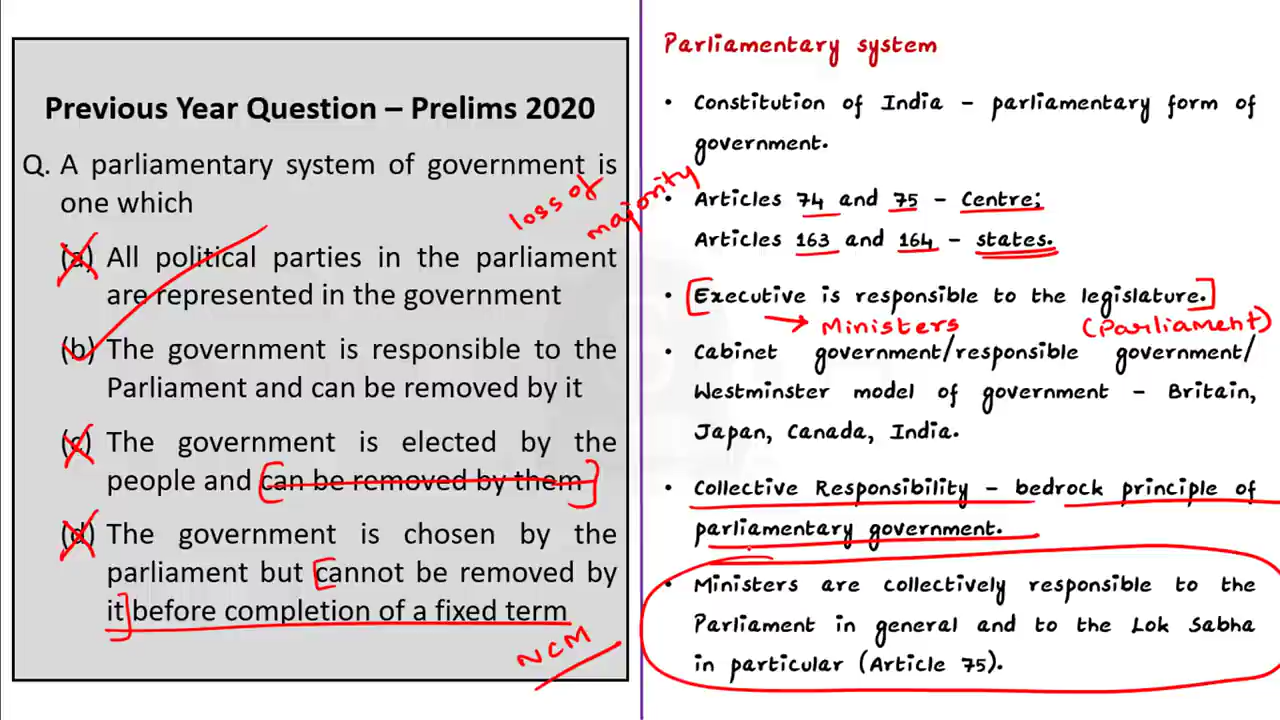 Previous Year Question – Prelims 2020
Q. A parliamentary system of government is
one which
loss of
majority
(a) All political parties in the parliament
are represented in the government
(b) The government is responsible to the
Parliament and can be removed by it
(c) The government is elected by the
people and can be removed by them
(d) The government is chosen by the
parliament but cannot be removed by
it before completion of a fixed term
NCM
Parliamentary system
• Constitution of India – parliamentary form of
government.
• Articles 74 and 75 – Centre;
Articles 163 and 164 – states.
• Executive is responsible to the legislature.
Ministers (Parliament)
• Cabinet government/responsible government/
Westminster model of government – Britain,
Japan, Canada, India.
• Collective Responsibility – bedrock principle of
parliamentary government.
• Ministers are collectively responsible to the
Parliament in general and to the Lok Sabha
in particular (Article 75).